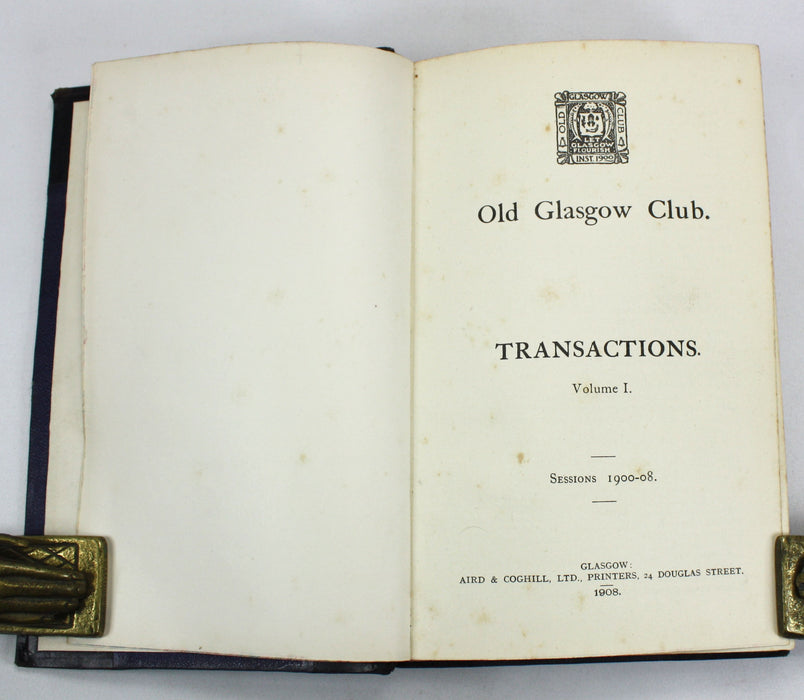 GLASGOW
OLD
CLUB
LET
GLASGOW
FLOURISH
INST. 1900
Old Glasgow Club.
TRANSACTIONS.
Volume I.
Sessions 1900-08.
GLASGOW:
AIRD & COGHILL, LTD., PRINTERS, 24 DOUGLAS STREET.
1908.